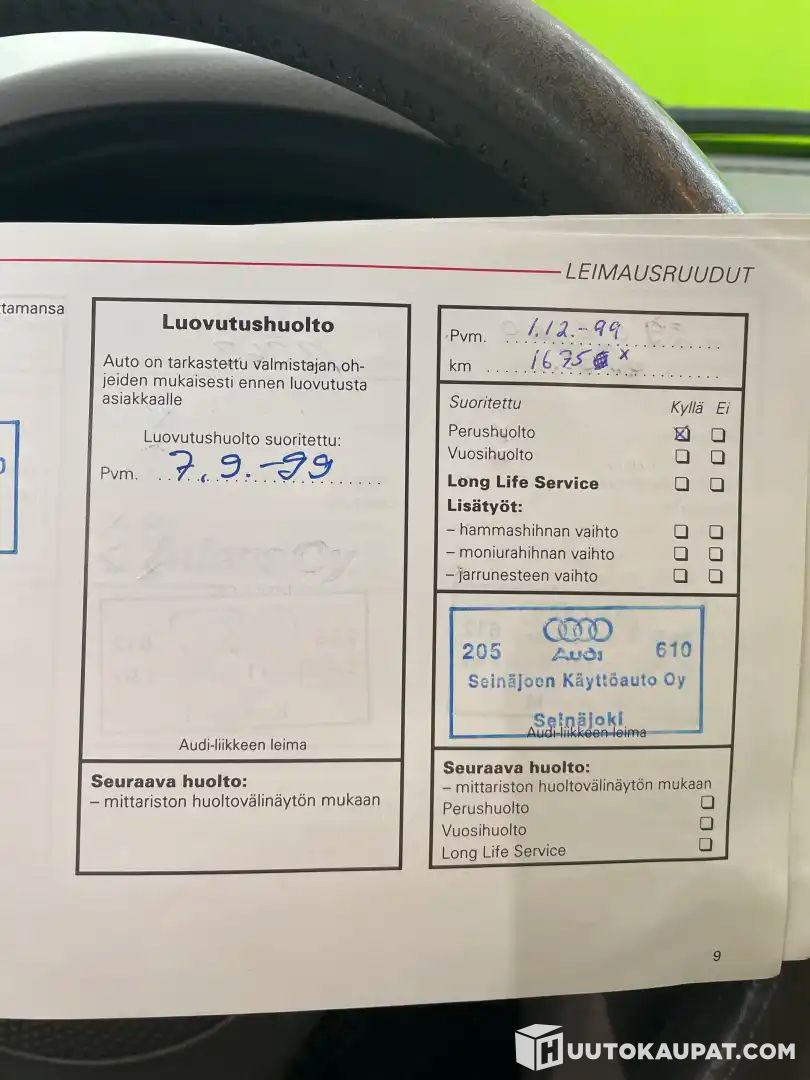 LEIMAUSRUUDUT
tamansa
Luovutushuolto
Auto on tarkastettu valmistajan oh-
jeiden mukaisesti ennen luovutusta
asiakkaalle
Luovutushuolto suoritettu:
Pvm. 7.9.-99
Audi-liikkeen leima
Seuraava huolto:
– mittariston huoltovälinäytön mukaan
Pvm. 1.12.-99
km 1675
Suoritettu Kyllä Ei
Perushuolto
Vuosihuolto
Long Life Service
Lisätyöt:
– hammashihnan vaihto
– moniurahihnan vaihto
– jarrunesteen vaihto
205 Audi 610
Seinäjoen Käyttöauto Oy
Seinäjoki
Audi-liikkeen leima
Seuraava huolto:
– mittariston huoltovälinäytön mukaan
Perushuolto
Vuosihuolto
Long Life Service
9
HUUTOKAUPAT.COM